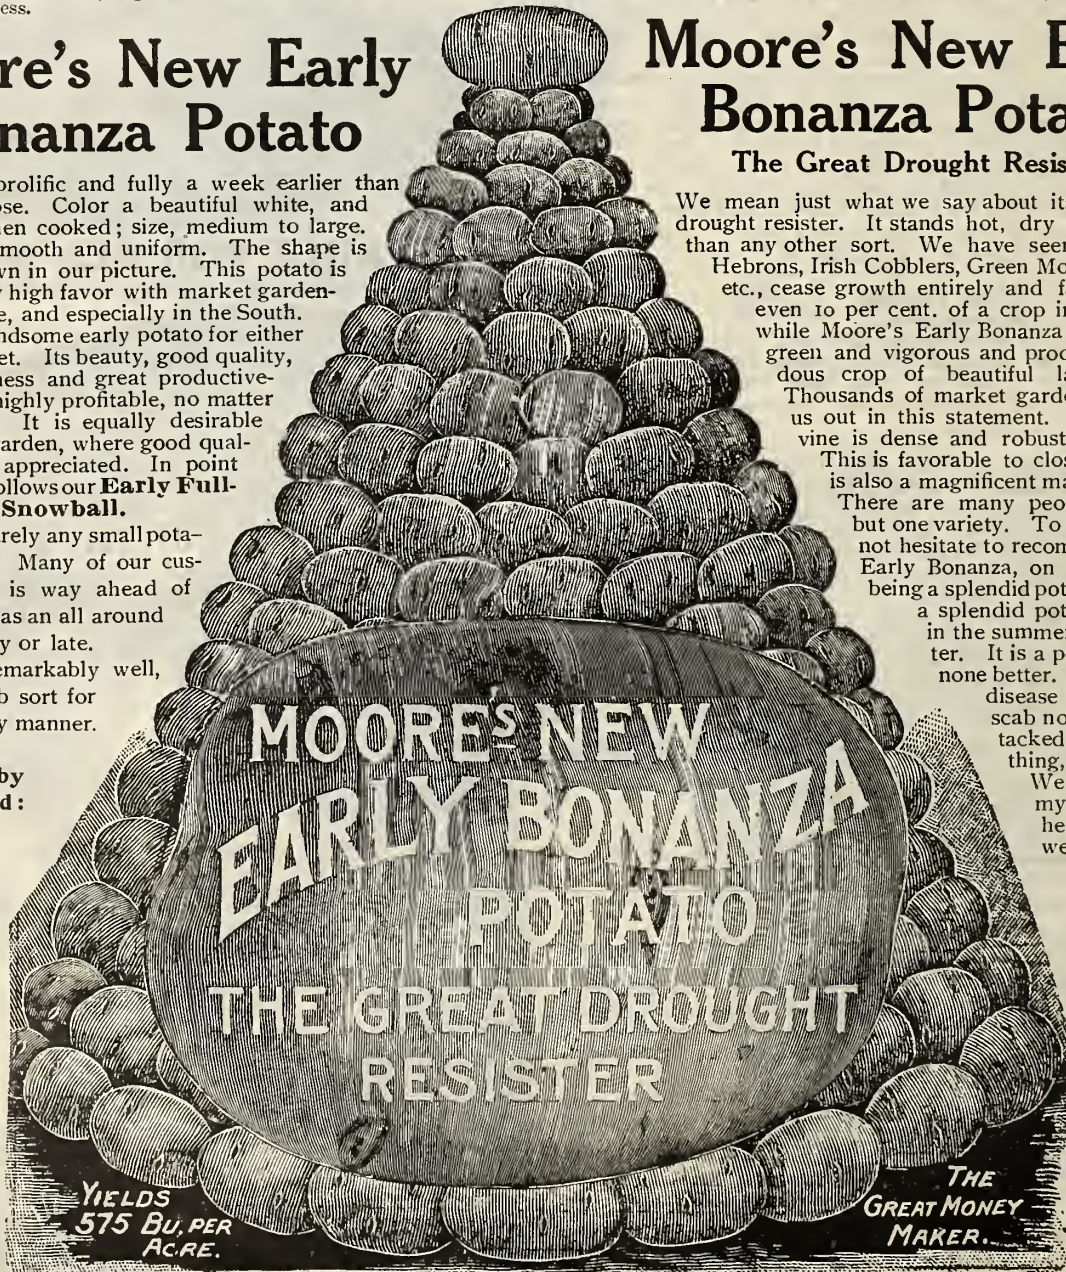 ess.
re's New Early
nanza Potato
prolific and fully a week earlier than
ose. Color a beautiful white, and
hen cooked; size, medium to large.
mooth and uniform. The shape is
wn in our picture. This potato is
high favor with market garden-
e, and especially in the South.
ndsome early potato for either
et. Its beauty, good quality,
ness and great productive-
highly profitable, no matter
It is equally desirable
arden, where good qual-
appreciated. In point
ollows our Early Full-
Snowball.
rely any small pota-
Many of our cus-
is way ahead of
as an all around
y or late.
emarkably well,
b sort for
y manner.
by
d:
Moore's New E
Bonanza Pota
The Great Drought Resis
We mean just what we say about it
drought resister. It stands hot, dry
than any other sort. We have seen
Hebrons, Irish Cobblers, Green Mo
etc., cease growth entirely and f
even 10 per cent. of a crop i
while Moore's Early Bonanza
green and vigorous and proc
dous crop of beautiful la
Thousands of market garde
us out in this statement.
vine is dense and robust
This is favorable to clos
is also a magnificent ma
There are many peo
but one variety. To
not hesitate to recom
Early Bonanza, on
being a splendid pot
a splendid pot
in the summe
ter. It is a p
none better.
disease
scab no
tacked
thing,
We
my
he
we
MOORE'S NEW
EARLY BONANZA
POTATO
THE GREAT DROUGHT
RESISTER
YIELDS
575 BU. PER
ACRE.
THE
GREAT MONEY
MAKER.